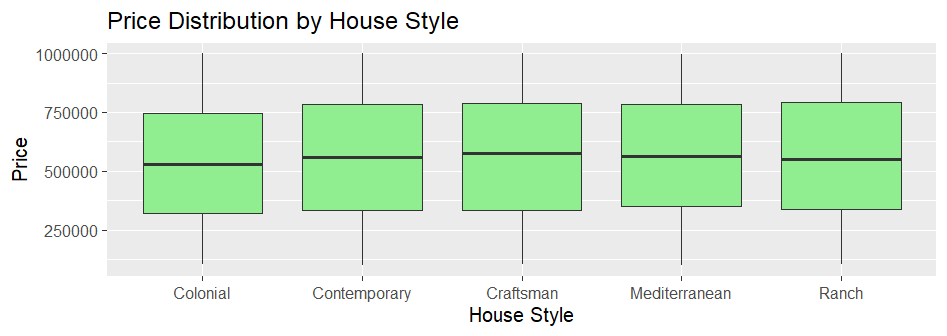 Price Distribution by House Style
1000000
750000
500000
250000
Price
Colonial Contemporary Craftsman Mediterranean Ranch
House Style